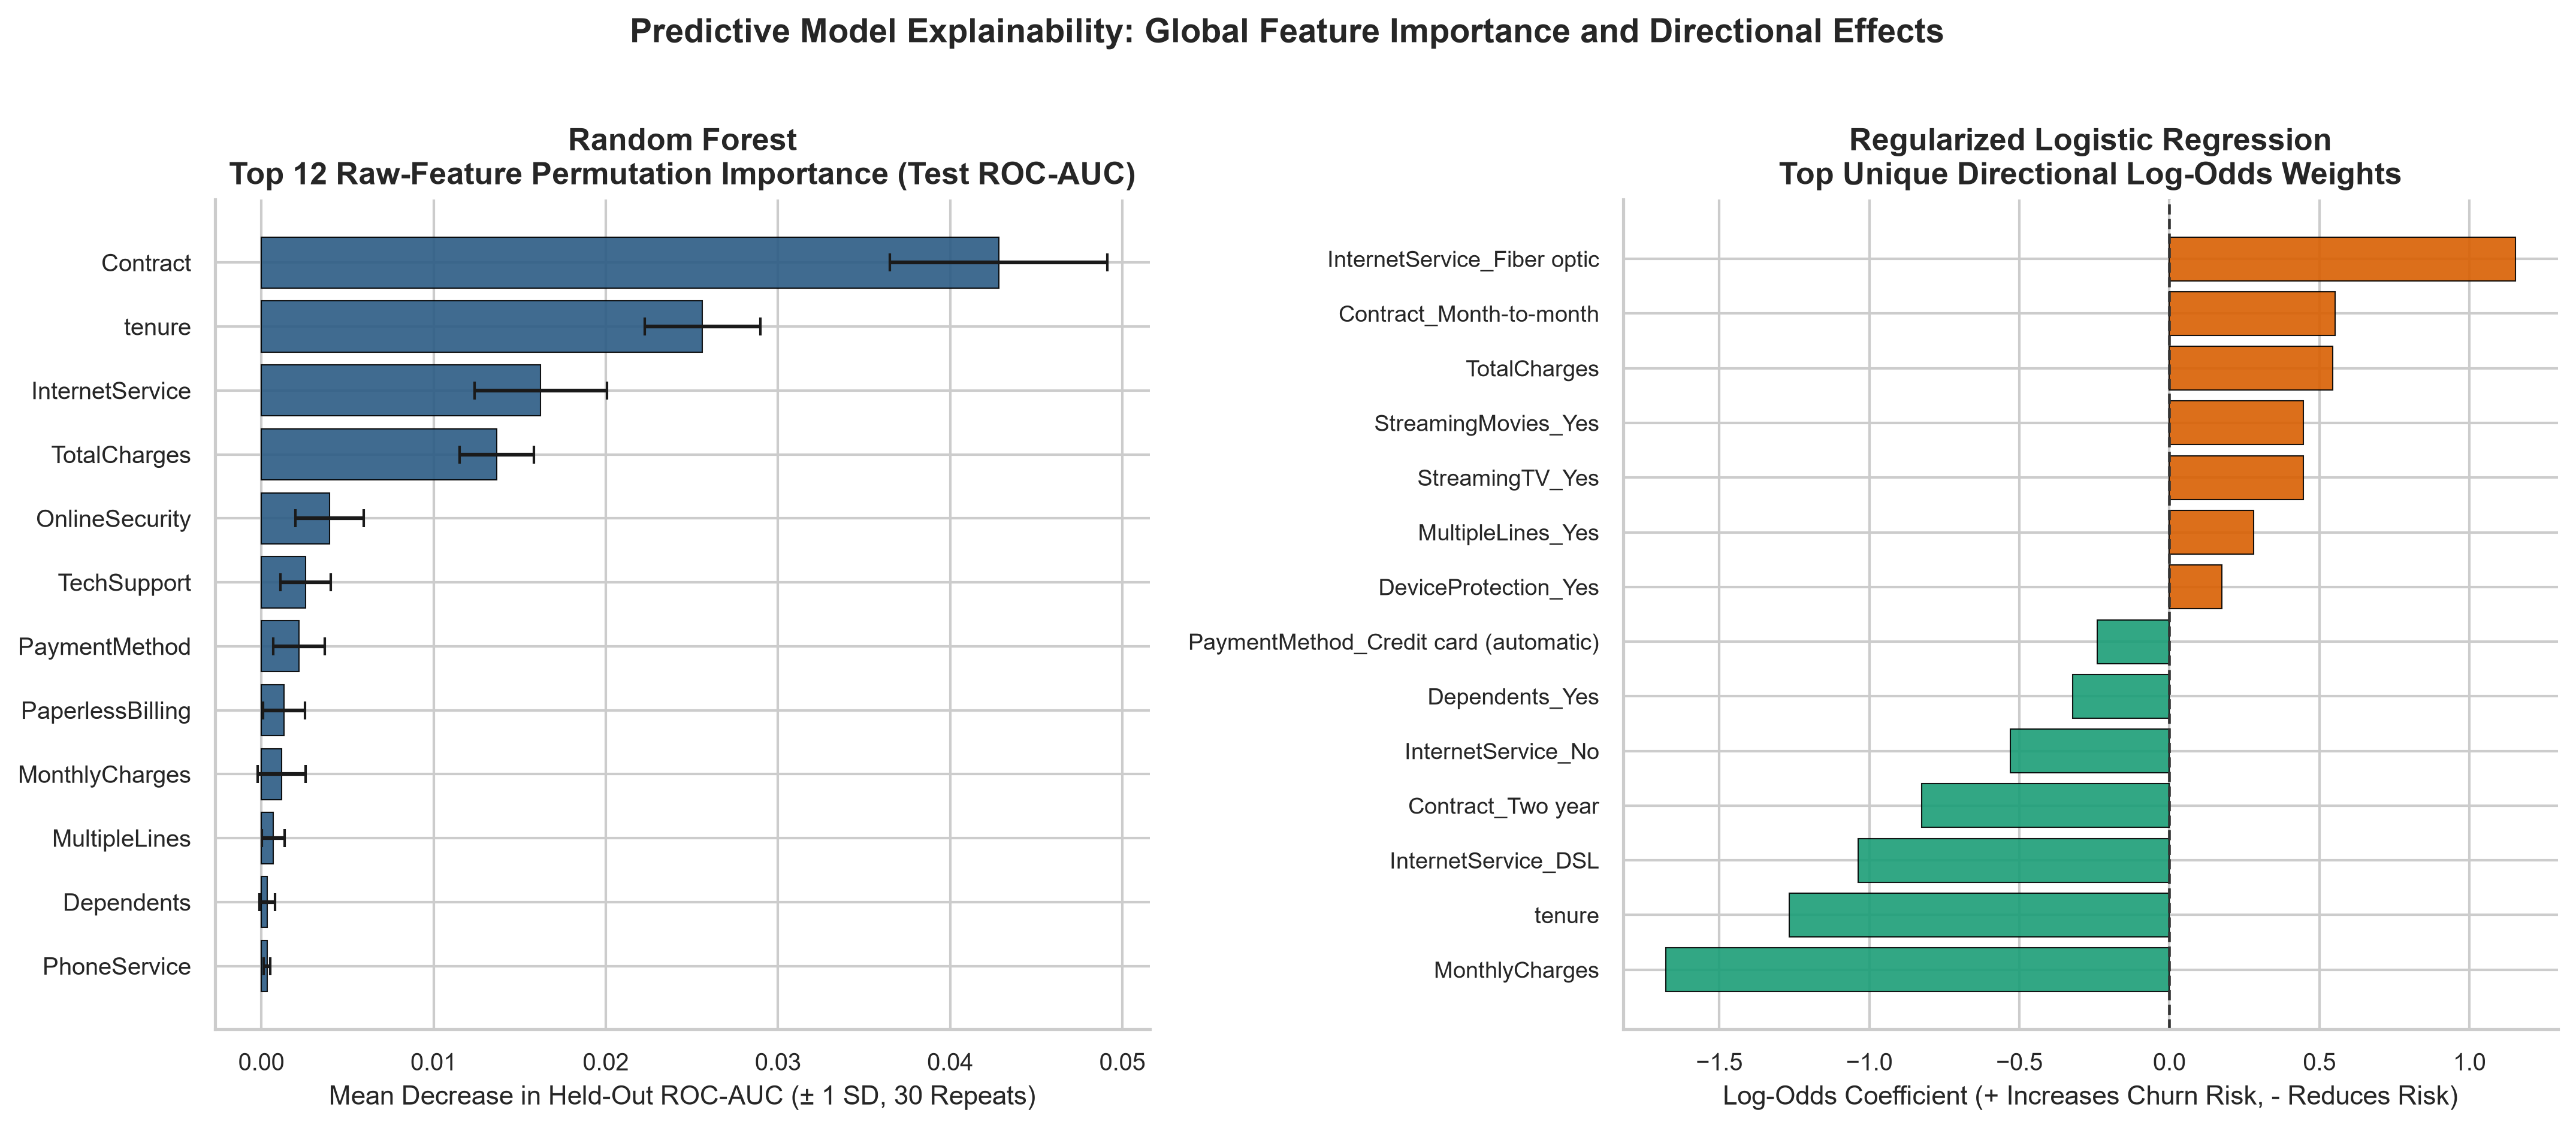 Predictive Model Explainability: Global Feature Importance and Directional Effects
Random Forest
Top 12 Raw-Feature Permutation Importance (Test ROC-AUC)
Contract
tenure
InternetService
TotalCharges
OnlineSecurity
TechSupport
PaymentMethod
PaperlessBilling
MonthlyCharges
MultipleLines
Dependents
PhoneService
0.00 0.01 0.02 0.03 0.04 0.05
Mean Decrease in Held-Out ROC-AUC (± 1 SD, 30 Repeats)
Regularized Logistic Regression
Top Unique Directional Log-Odds Weights
InternetService_Fiber optic
Contract_Month-to-month
TotalCharges
StreamingMovies_Yes
StreamingTV_Yes
MultipleLines_Yes
DeviceProtection_Yes
PaymentMethod_Credit card (automatic)
Dependents_Yes
InternetService_No
Contract_Two year
InternetService_DSL
tenure
MonthlyCharges
−1.5 −1.0 −0.5 0.0 0.5 1.0
Log-Odds Coefficient (+ Increases Churn Risk, - Reduces Risk)